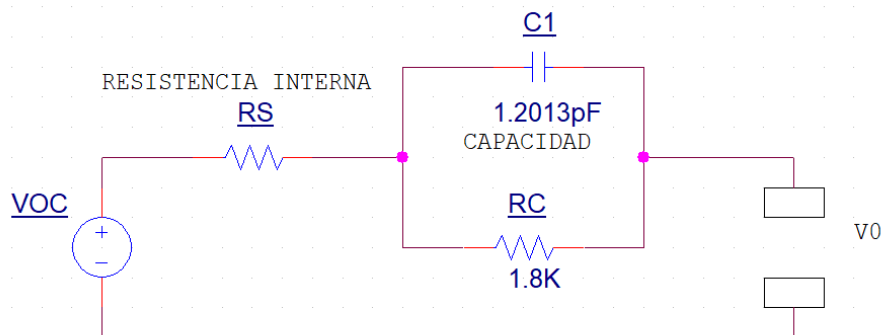 C1
RESISTENCIA INTERNA
RS
1.2013pF
CAPACIDAD
VOC
+
−
RC
1.8K
V0